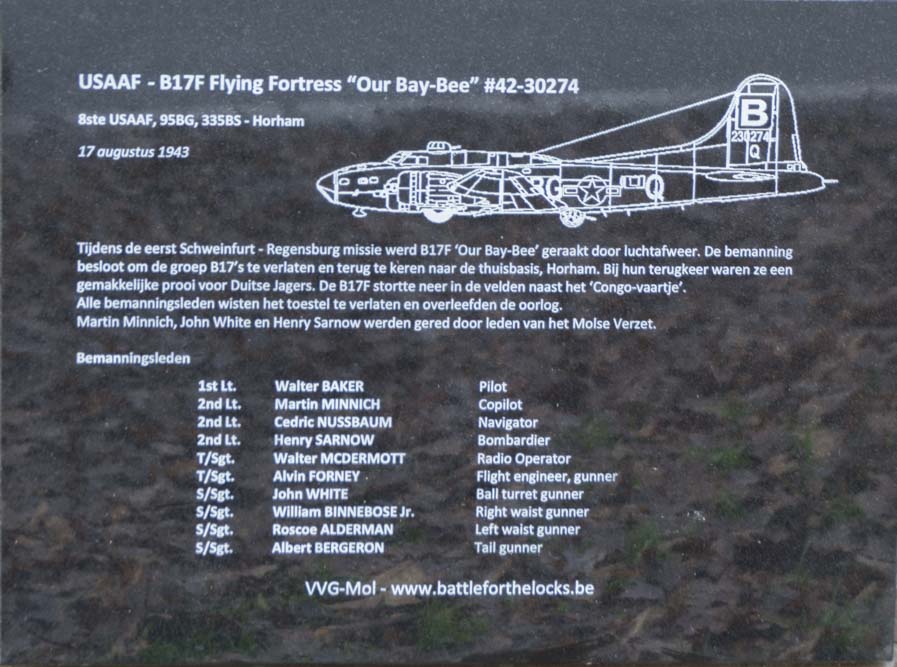 USAAF - B17F Flying Fortress “Our Bay-Bee” #42-30274
8ste USAAF, 95BG, 335BS - Horham
17 augustus 1943
B
230274
Q
BG
Q
Tijdens de eerst Schweinfurt - Regensburg missie werd B17F ‘Our Bay-Bee’ geraakt door luchtafweer. De bemanning
besloot om de groep B17’s te verlaten en terug te keren naar de thuisbasis, Horham. Bij hun terugkeer waren ze een
gemakkelijke prooi voor Duitse Jagers. De B17F stortte neer in de velden naast het ‘Congo-vaartje’.
Alle bemanningsleden wisten het toestel te verlaten en overleefden de oorlog.
Martin Minnich, John White en Henry Sarnow werden gered door leden van het Molse Verzet.
Bemanningsleden
1st Lt. Walter BAKER Pilot
2nd Lt. Martin MINNICH Copilot
2nd Lt. Cedric NUSSBAUM Navigator
2nd Lt. Henry SARNOW Bombardier
T/Sgt. Walter MCDERMOTT Radio Operator
T/Sgt. Alvin FORNEY Flight engineer, gunner
S/Sgt. John WHITE Ball turret gunner
S/Sgt. William BINNEBOSE Jr. Right waist gunner
S/Sgt. Roscoe ALDERMAN Left waist gunner
S/Sgt. Albert BERGERON Tail gunner
VVG-Mol - www.battleforthelocks.be